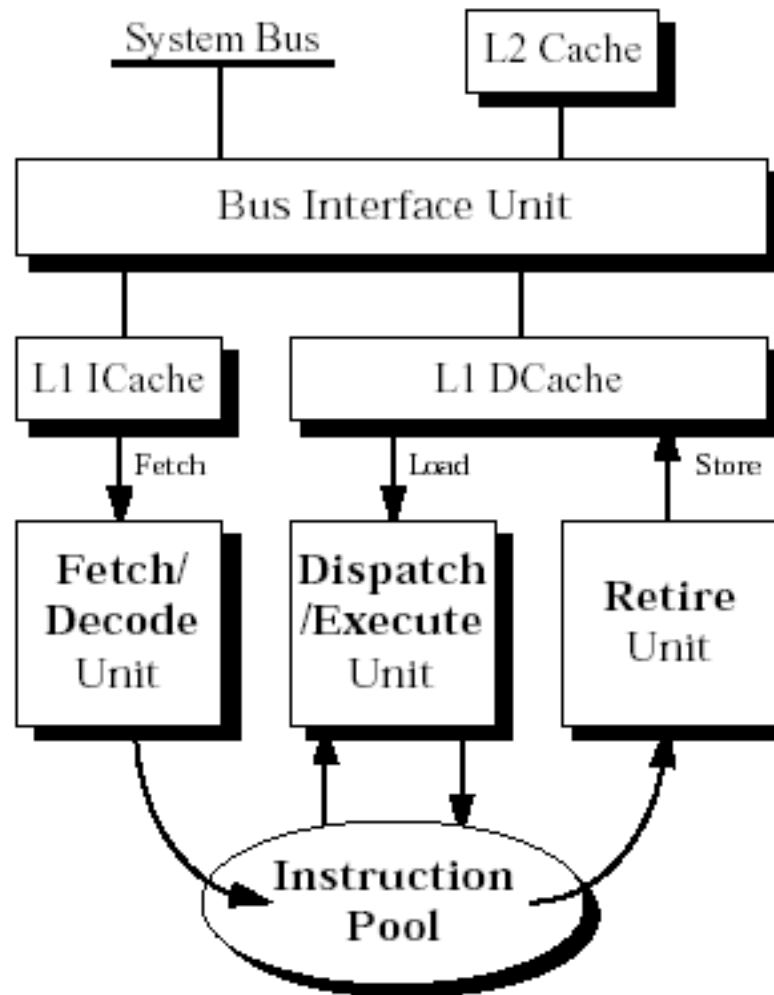 System Bus
L2 Cache
Bus Interface Unit
L1 ICache
L1 DCache
Fetch
Load
Store
Fetch/
Decode
Unit
Dispatch
/Execute
Unit
Retire
Unit
Instruction
Pool